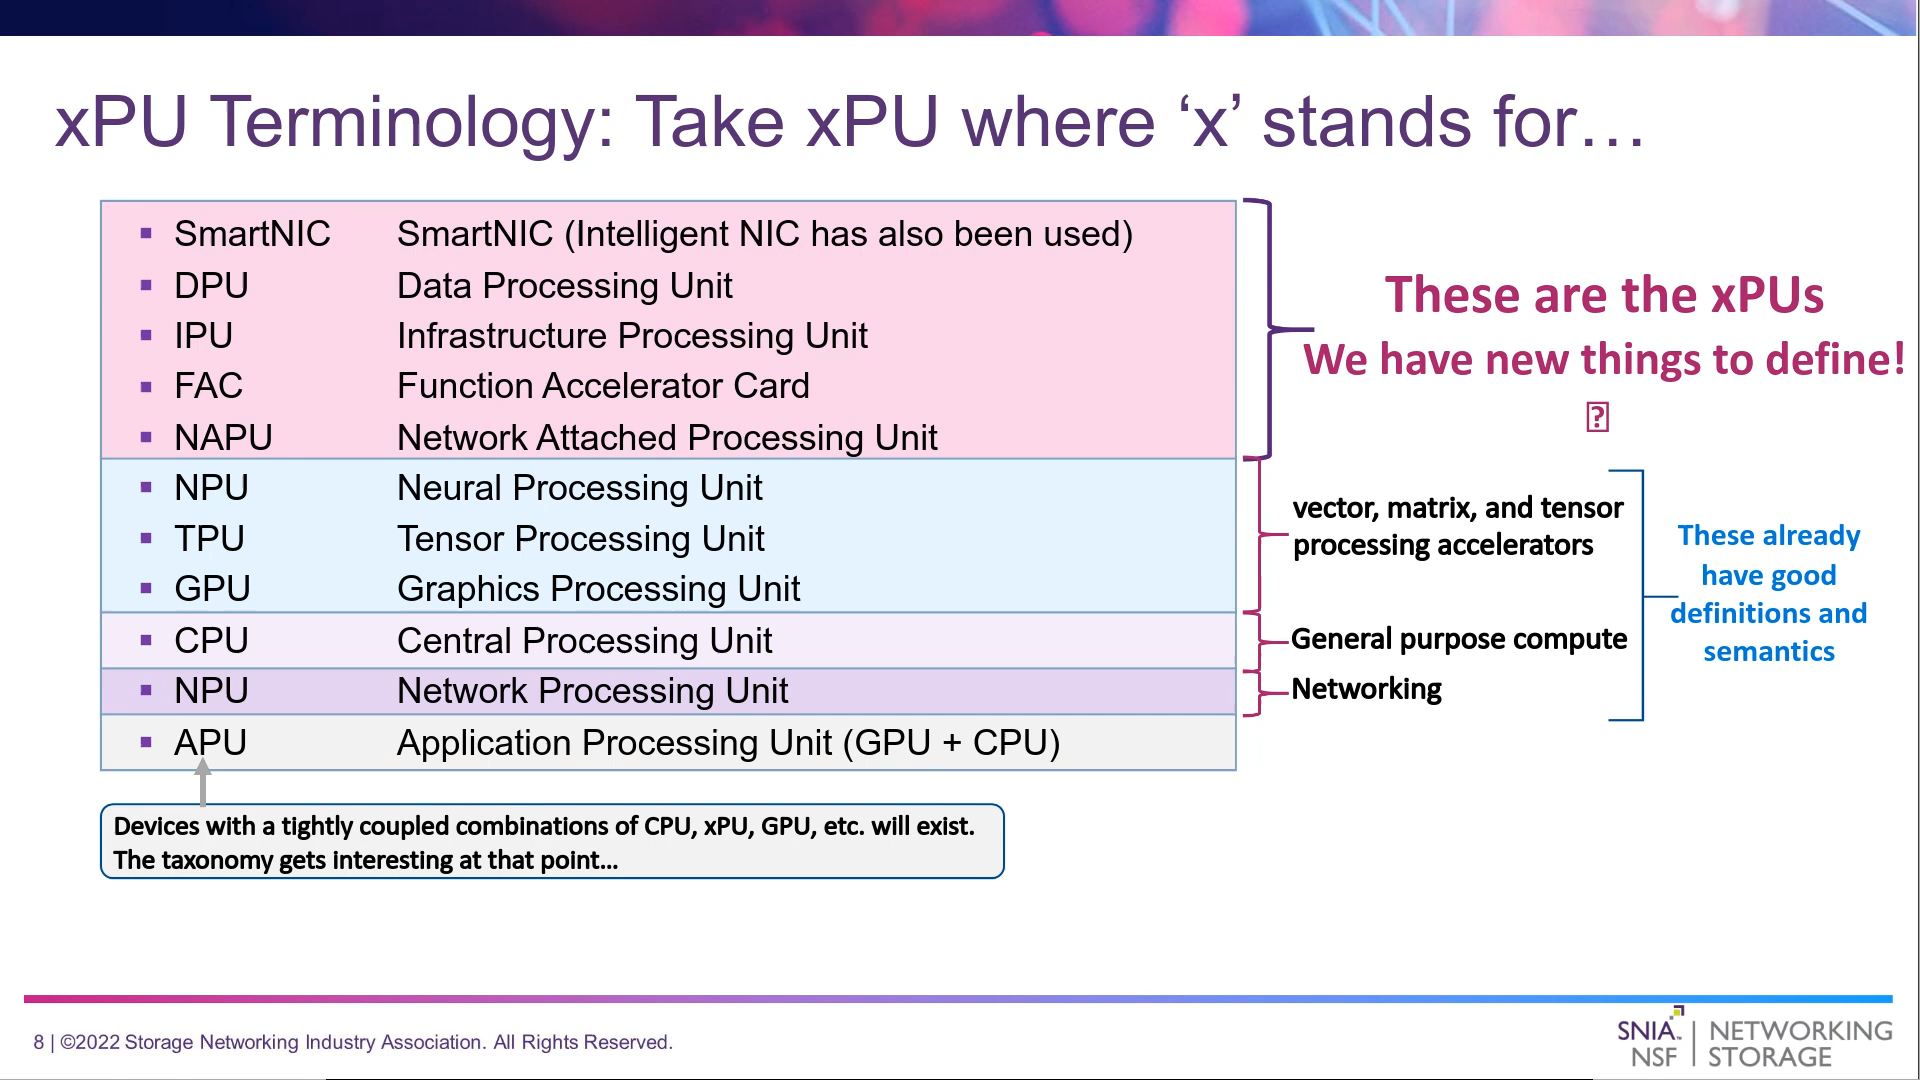 xPU Terminology: Take xPU where ‘x’ stands for…
▪ SmartNIC SmartNIC (Intelligent NIC has also been used)
▪ DPU Data Processing Unit
▪ IPU Infrastructure Processing Unit
▪ FAC Function Accelerator Card
▪ NAPU Network Attached Processing Unit
▪ NPU Neural Processing Unit
▪ TPU Tensor Processing Unit
▪ GPU Graphics Processing Unit
▪ CPU Central Processing Unit
▪ NPU Network Processing Unit
▪ APU Application Processing Unit (GPU + CPU)
These are the xPUs
We have new things to define!
vector, matrix, and tensor
processing accelerators
General purpose compute
Networking
These already
have good
definitions and
semantics
Devices with a tightly coupled combinations of CPU, xPU, GPU, etc. will exist.
The taxonomy gets interesting at that point…
8 | ©2022 Storage Networking Industry Association. All Rights Reserved.
SNIA™ | NETWORKING
NSF | STORAGE